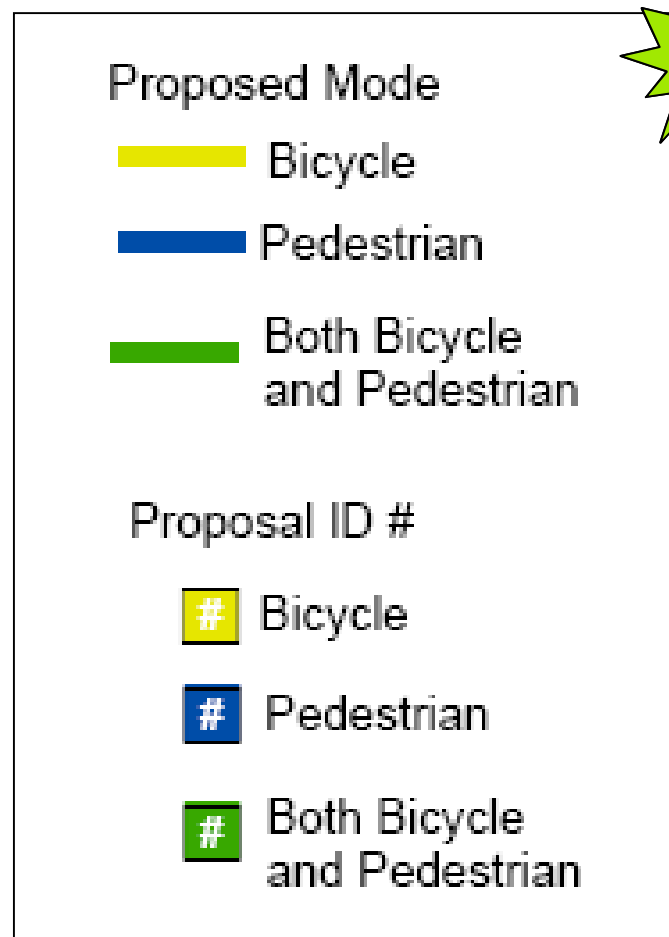 Proposed Mode
Bicycle
Pedestrian
Both Bicycle
and Pedestrian
Proposal ID #
# Bicycle
# Pedestrian
# Both Bicycle
and Pedestrian